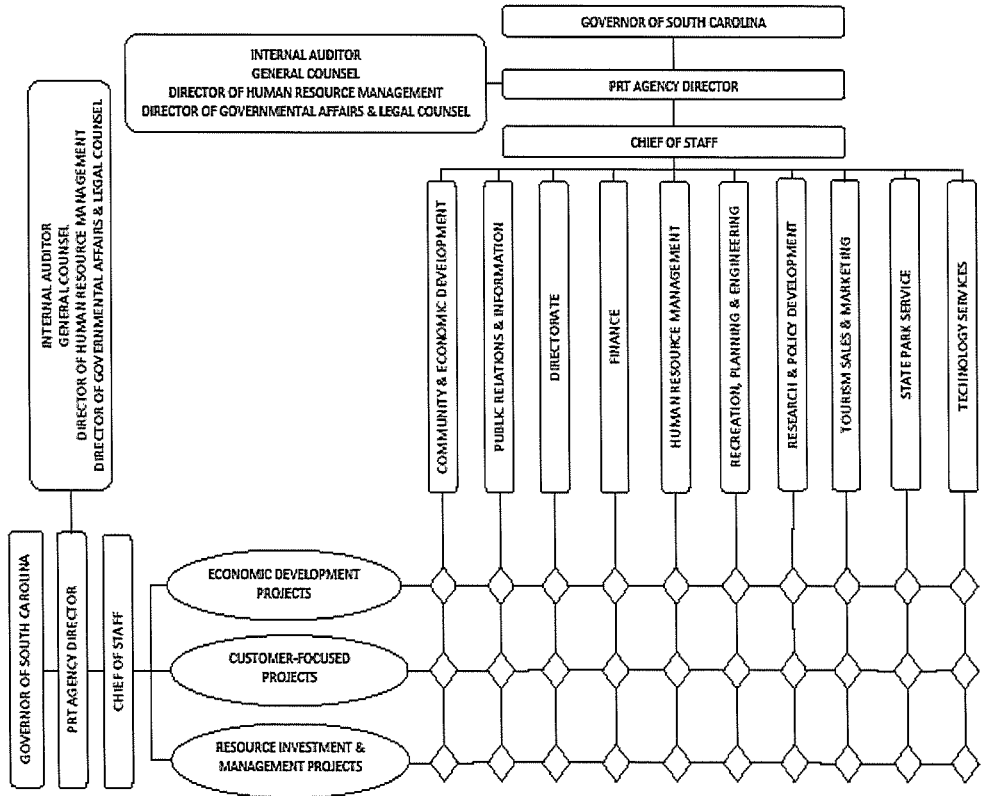 GOVERNOR OF SOUTH CAROLINA
INTERNAL AUDITOR
GENERAL COUNSEL
DIRECTOR OF HUMAN RESOURCE MANAGEMENT
DIRECTOR OF GOVERNMENTAL AFFAIRS & LEGAL COUNSEL
PRT AGENCY DIRECTOR
CHIEF OF STAFF
INTERNAL AUDITOR
GENERAL COUNSEL
DIRECTOR OF HUMAN RESOURCE MANAGEMENT
DIRECTOR OF GOVERNMENTAL AFFAIRS & LEGAL COUNSEL
COMMUNITY & ECONOMIC DEVELOPMENT
PUBLIC RELATIONS & INFORMATION
DIRECTORATE
FINANCE
HUMAN RESOURCE MANAGEMENT
RECREATION, PLANNING & ENGINEERING
RESEARCH & POLICY DEVELOPMENT
TOURISM SALES & MARKETING
STATE PARK SERVICE
TECHNOLOGY SERVICES
GOVERNOR OF SOUTH CAROLINA
PRT AGENCY DIRECTOR
CHIEF OF STAFF
ECONOMIC DEVELOPMENT
PROJECTS
CUSTOMER-FOCUSED
PROJECTS
RESOURCE INVESTMENT &
MANAGEMENT PROJECTS